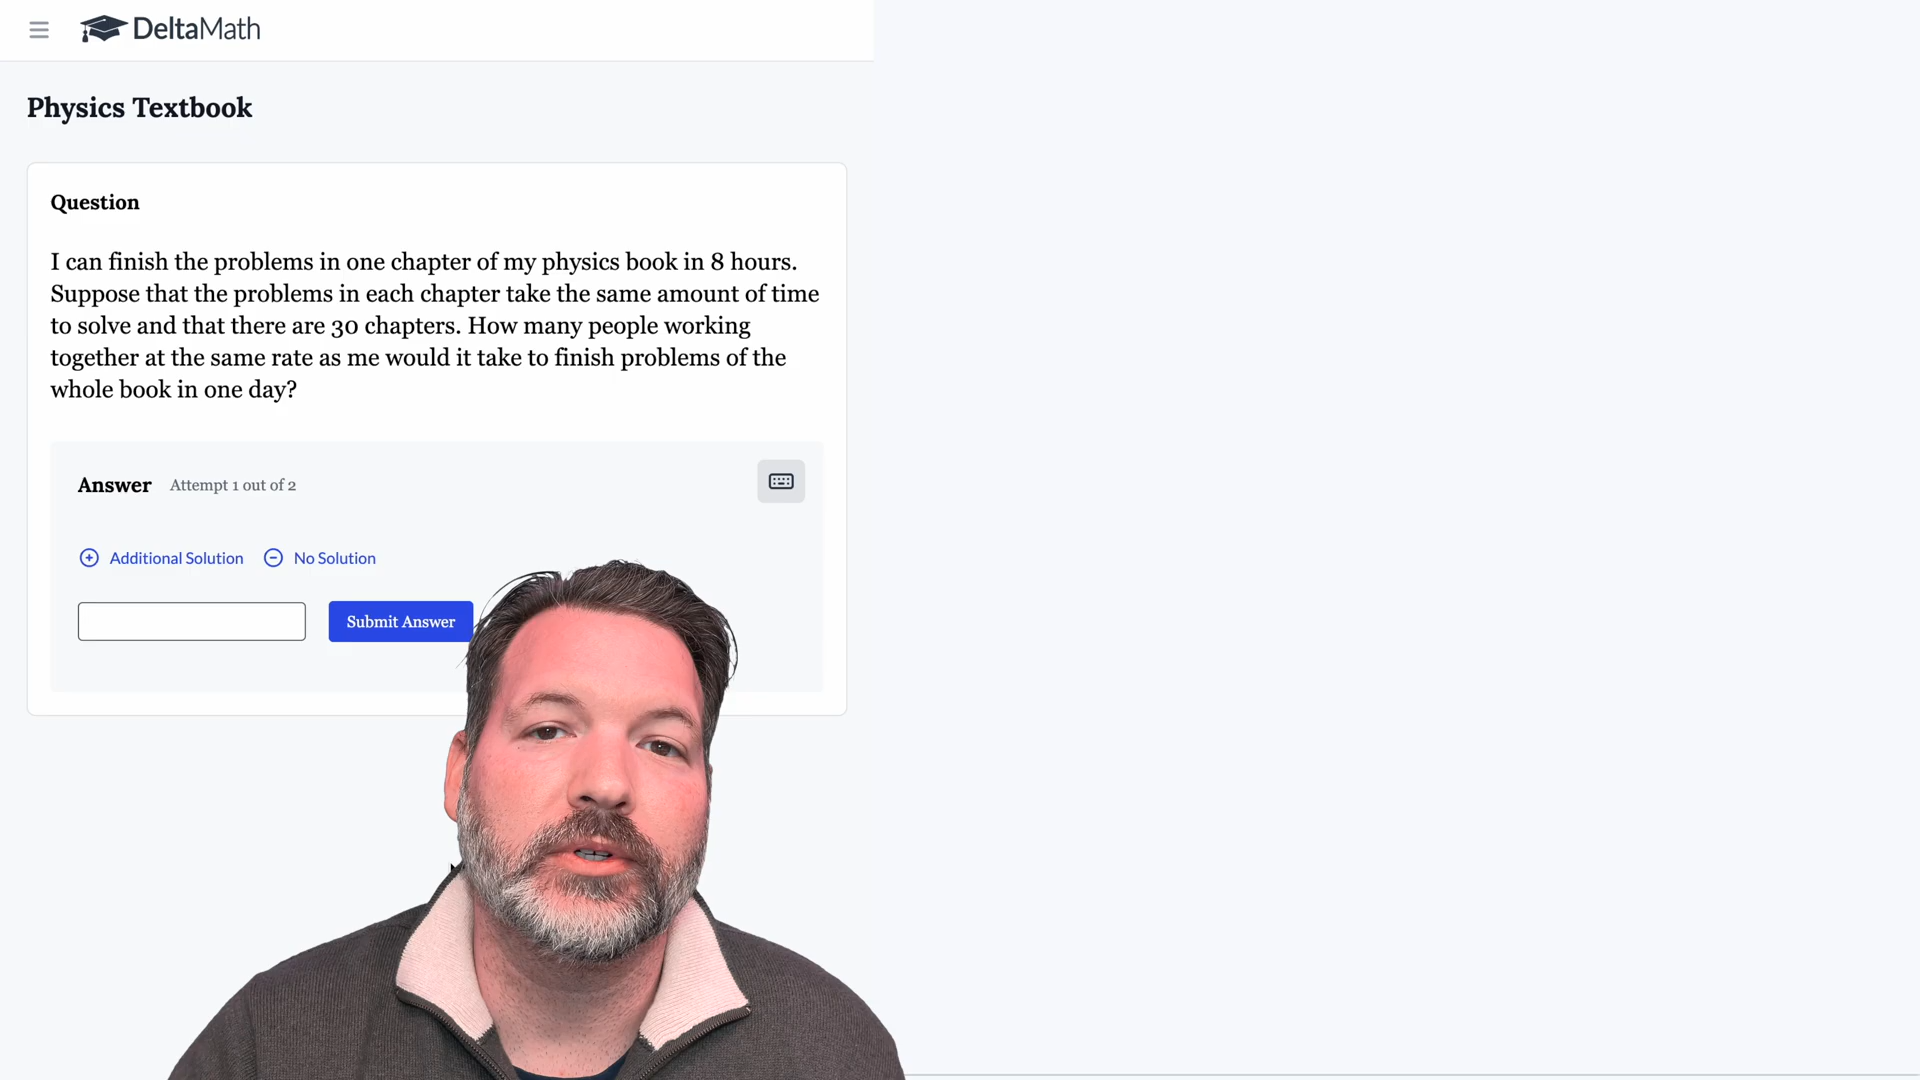 DeltaMath
Physics Textbook
Question
I can finish the problems in one chapter of my physics book in 8 hours.
Suppose that the problems in each chapter take the same amount of time
to solve and that there are 30 chapters. How many people working
together at the same rate as me would it take to finish problems of the
whole book in one day?
Answer Attempt 1 out of 2
Additional Solution No Solution
Submit Answer